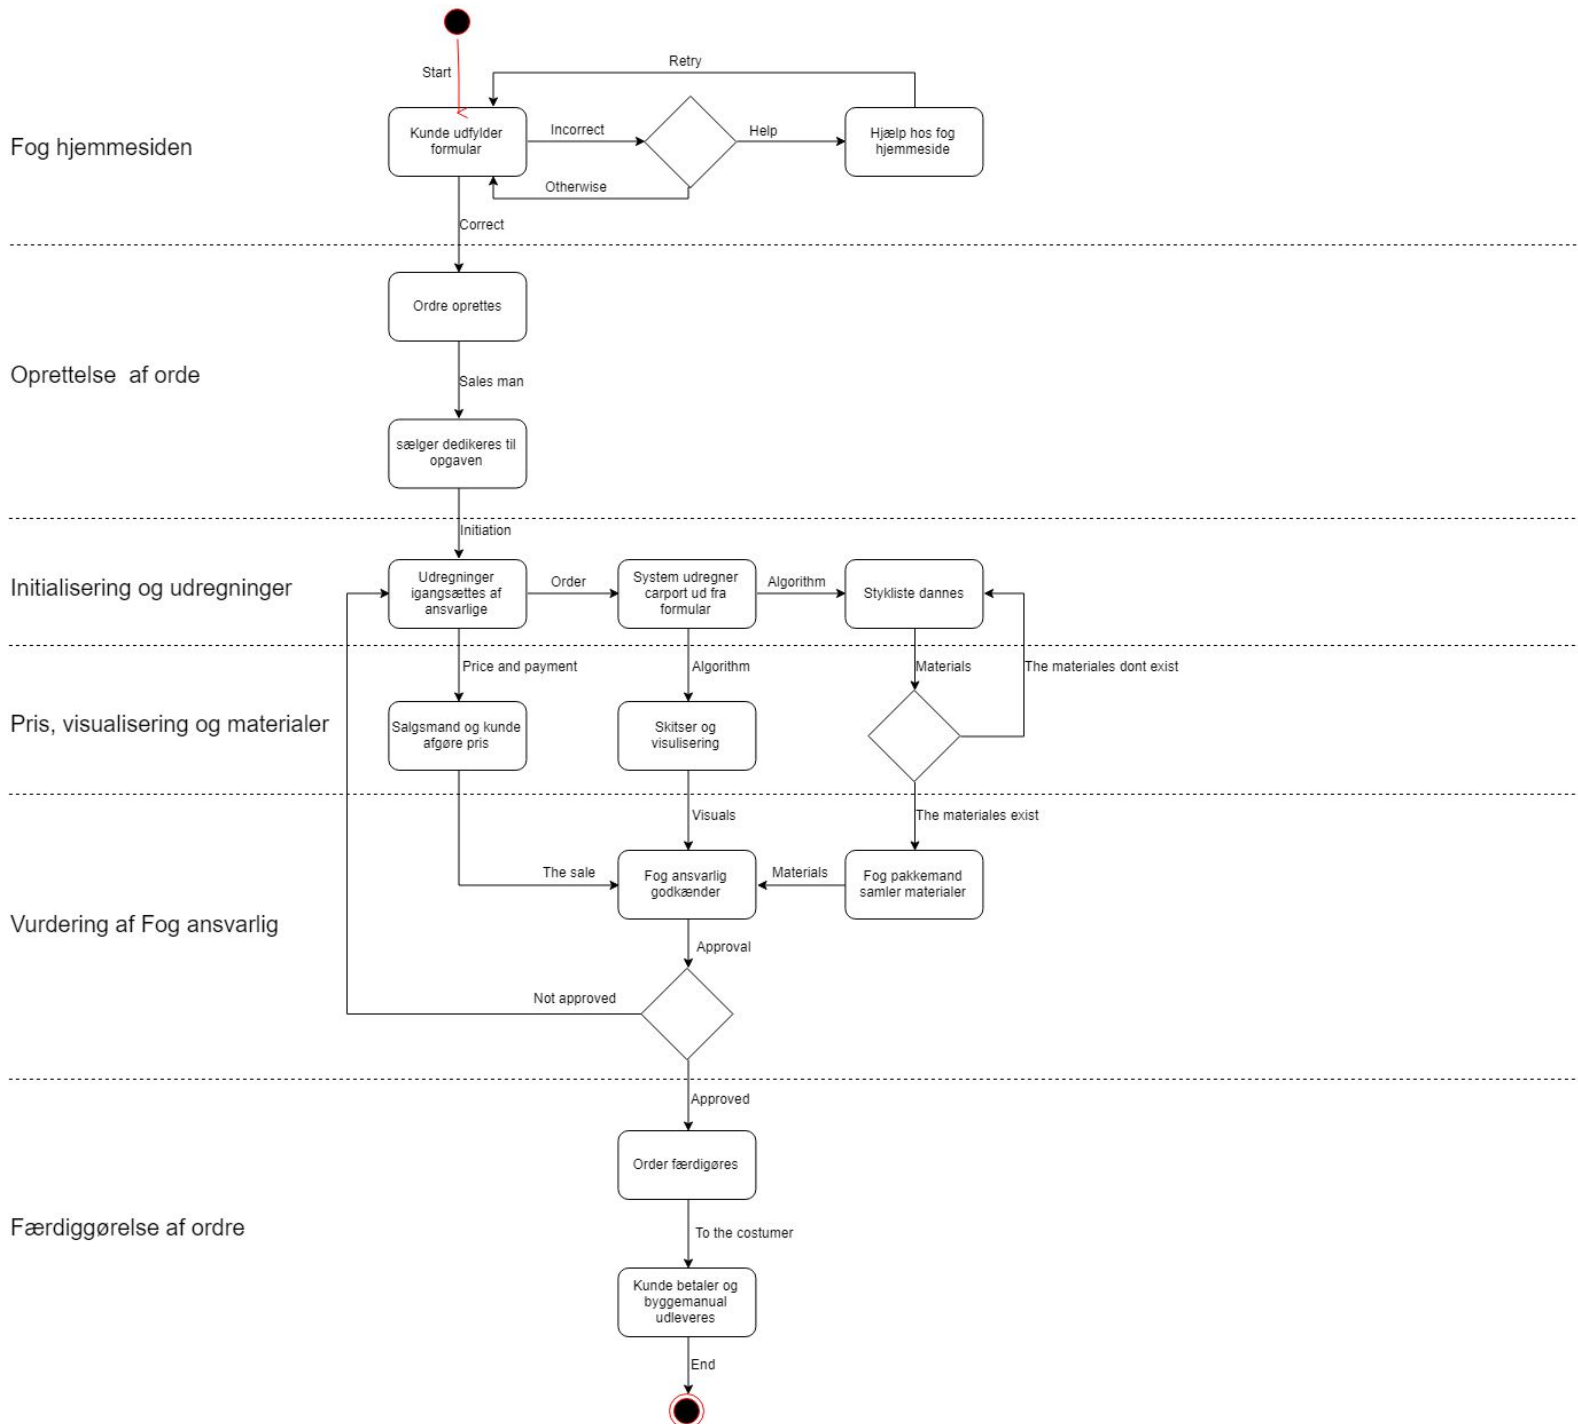 Start
Retry
Fog hjemmesiden
Kunde udfylder
formular
Incorrect
Help
Hjælp hos fog
hjemmeside
Otherwise
Correct
Ordre oprettes
Oprettelse  af orde
Sales man
sælger dedikeres til
opgaven
Initiation
Initialisering og udregninger
Udregninger
igangsættes af
ansvarlige
Order
System udregner
carport ud fra
formular
Algorithm
Stykliste dannes
Price and payment
Algorithm
Materials
The materiales dont exist
Pris, visualisering og materialer
Salgsmand og kunde
afgøre pris
Skitser og
visulisering
Visuals
The materiales exist
The sale
Fog ansvarlig
godkænder
Materials
Fog pakkemand
samler materialer
Vurdering af Fog ansvarlig
Approval
Not approved
Approved
Order færdigøres
Færdiggørelse af ordre
To the costumer
Kunde betaler og
byggemanual
udleveres
End